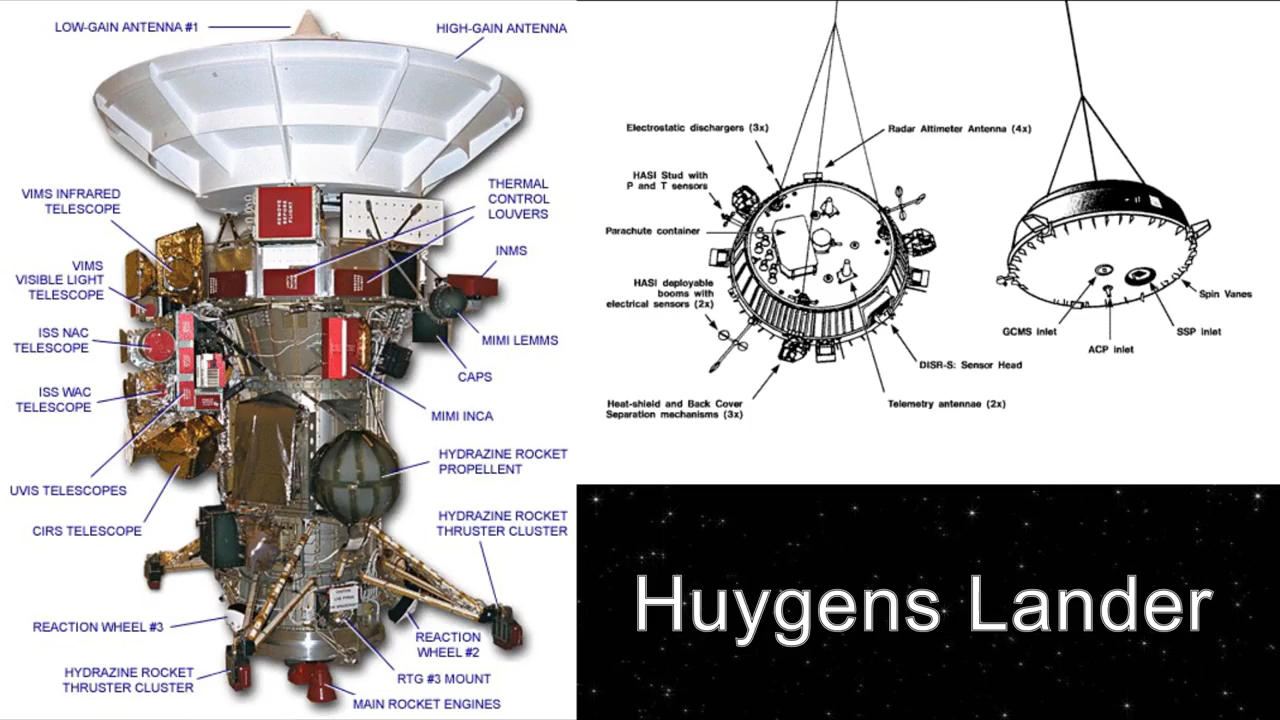 LOW-GAIN ANTENNA #1
HIGH-GAIN ANTENNA
VIMS INFRARED
TELESCOPE
THERMAL
CONTROL
LOUVERS
VIMS
VISIBLE LIGHT
TELESCOPE
INMS
ISS NAC
TELESCOPE
MIMI LEMMS
CAPS
ISS WAC
TELESCOPE
MIMI INCA
HYDRAZINE ROCKET
PROPELLENT
UVIS TELESCOPES
CIRS TELESCOPE
HYDRAZINE ROCKET
THRUSTER CLUSTER
REACTION WHEEL #3
REACTION
WHEEL #2
HYDRAZINE ROCKET
THRUSTER CLUSTER
RTG #3 MOUNT
MAIN ROCKET ENGINES
REMOVE
BEFORE
FLIGHT
Electrostatic dischargers (3x)
Radar Altimeter Antenna (4x)
HASI Stud with
P and T sensors
Parachute container
HASI deployable
booms with
electrical sensors (2x)
DISR-S: Sensor Head
Heat-shield and Back Cover
Separation mechanisms (3x)
Telemetry antennae (2x)
Spin Vanes
GCMS inlet
SSP inlet
ACP inlet
Huygens Lander